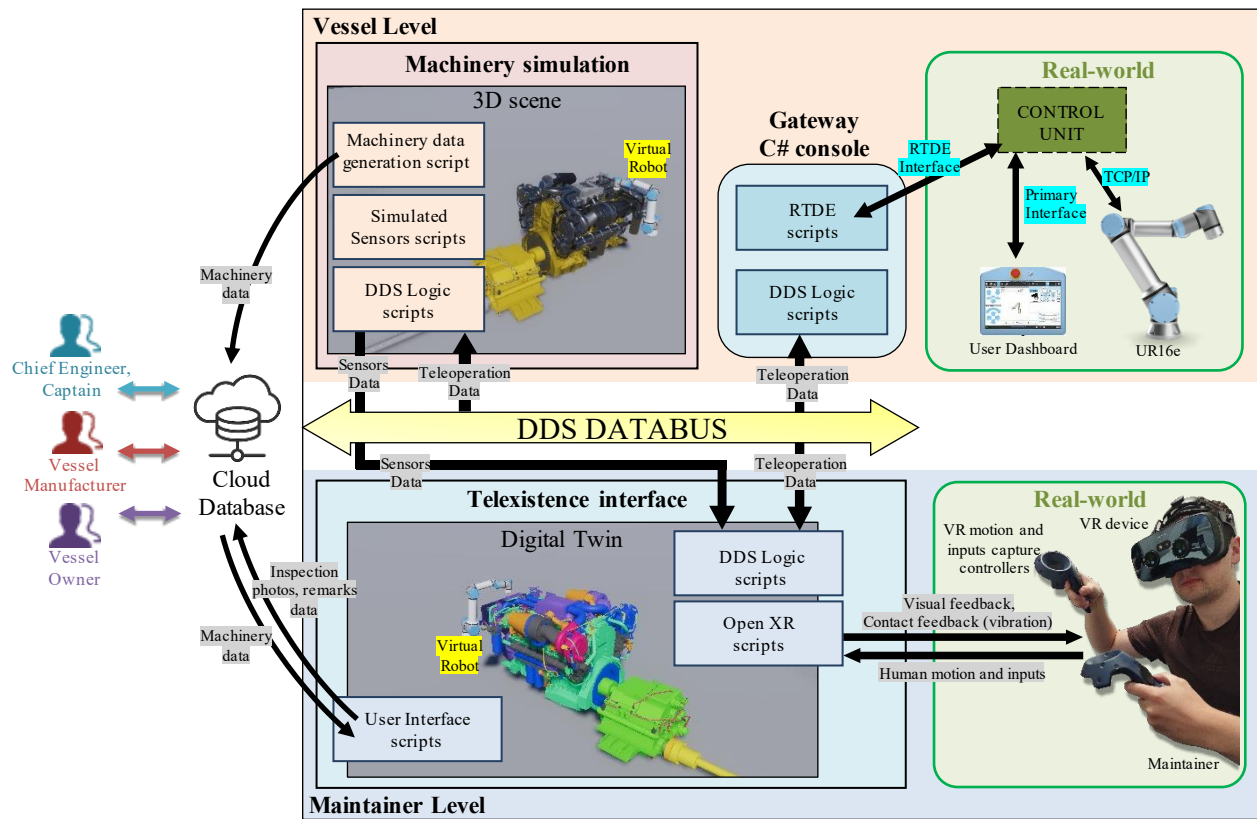 Vessel Level
Machinery simulation
3D scene
Machinery data
generation script
Simulated
Sensors scripts
DDS Logic
scripts
Virtual
Robot
Gateway
C# console
RTDE
scripts
DDS Logic
scripts
RTDE
Interface
Real-world
CONTROL
UNIT
TCP/IP
Primary
Interface
User Dashboard
UR16e
Machinery
data
Sensors
Data
Teleoperation
Data
Teleoperation
Data
DDS DATABUS
Chief Engineer,
Captain
Vessel
Manufacturer
Vessel
Owner
Cloud
Database
Sensors
Data
Teleoperation
Data
Inspection
photos, remarks
data
Machinery
data
Telexistence interface
Digital Twin
DDS Logic
scripts
Open XR
scripts
Virtual
Robot
User Interface
scripts
Visual feedback,
Contact feedback (vibration)
Human motion and inputs
Real-world
VR device
VR motion and
inputs capture
controllers
Maintainer
Maintainer Level